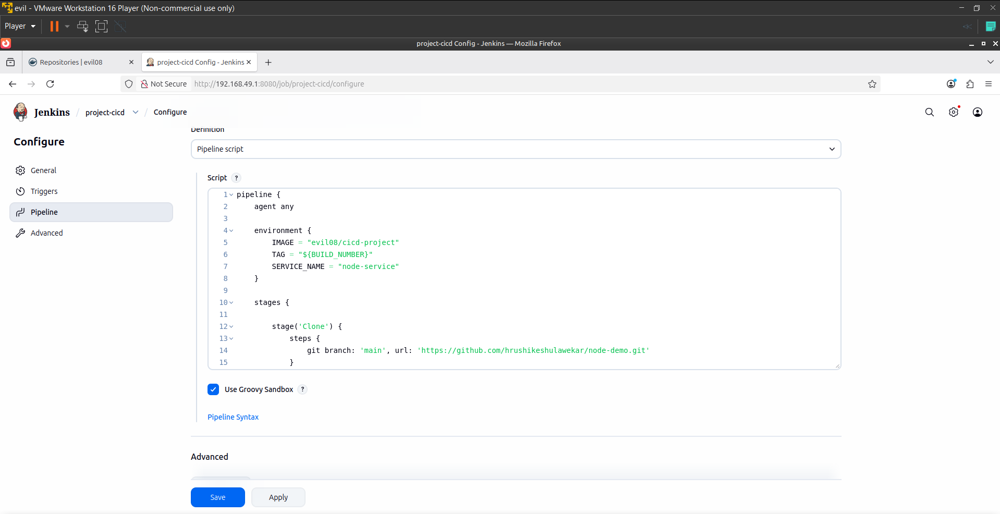 evil - VMware Workstation 16 Player (Non-commercial use only)
Player
project-cicd Config - Jenkins — Mozilla Firefox
Repositories | evil08
project-cicd Config - Jenkins
Not Secure
http://192.168.49.1:8080/job/project-cicd/configure
Jenkins / project-cicd / Configure
Configure
General
Triggers
Pipeline
Advanced
Definition
Pipeline script
Script ?
1 pipeline {
2     agent any
3
4     environment {
5         IMAGE = "evil08/cicd-project"
6         TAG = "${BUILD_NUMBER}"
7         SERVICE_NAME = "node-service"
8     }
9
10     stages {
11
12         stage('Clone') {
13             steps {
14                 git branch: 'main', url: 'https://github.com/hrushikeshulawekar/node-demo.git'
15             }
Use Groovy Sandbox ?
Pipeline Syntax
Advanced
Save
Apply